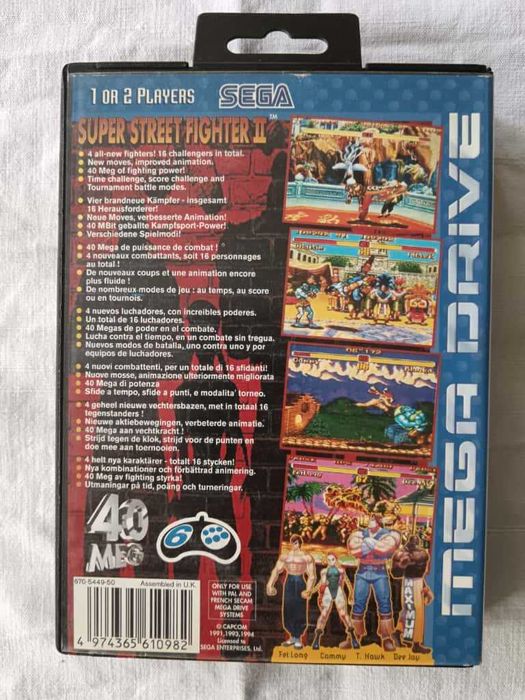 1 OR 2 PLAYERS
SEGA
SUPER STREET FIGHTER II™
4 all-new fighters! 16 challengers in total.
New moves, improved animation.
40 Meg of fighting power!
Time challenge, score challenge and
Tournament battle modes.
Vier brandneue Kämpfer - insgesamt
16 Herausforderer!
Neue Moves, verbesserte Animation!
40 MBit geballte Kampfsport-Power!
Verschiedene Spielmodi!
40 Mega de puissance de combat !
4 nouveaux combattants, soit 16 personnages
au total !
De nouveaux coups et une animation encore
plus fluide !
De nombreux modes de jeu : au temps, au score
ou en tournois.
4 nuevos luchadores, con increíbles poderes.
Un total de 16 luchadores.
40 Megas de poder en el combate.
Lucha contra el tiempo, en un combate sin tregua.
Nuevos modos de batalla, uno contra uno y por
equipos de luchadores.
4 nuovi combattenti, per un totale di 16 sfidanti!
Nuove mosse, animazione ulteriormente migliorata
40 Mega di potenza
Sfide a tempo, sfide a punti, e modalita' torneo.
4 geheel nieuwe vechtersbazen, met in totaal 16
tegenstanders !
Nieuwe aktiebewegingen, verbeterde animatie.
40 Mega aan vechtkracht !
Strijd tegen de klok, strijd voor de punten en
doe mee aan toernooien.
4 helt nya karaktärer - totalt 16 stycken!
Nya kombinationer och förbättrad animering.
40 Meg av fighting styrka!
Utmaningar på tid, poäng och turneringar.
MEGA DRIVE
40
MEG
6
670-5449-50
Assembled in U.K.
4 974365 610982
ONLY FOR USE
WITH PAL AND
FRENCH SECAM
MEGA DRIVE
SYSTEMS
© CAPCOM
1991,1993,1994
Licensed to
SEGA ENTERPRISES, Ltd.
MAXIMUM
Fei Long
Cammy
T. Hawk
Dee Jay